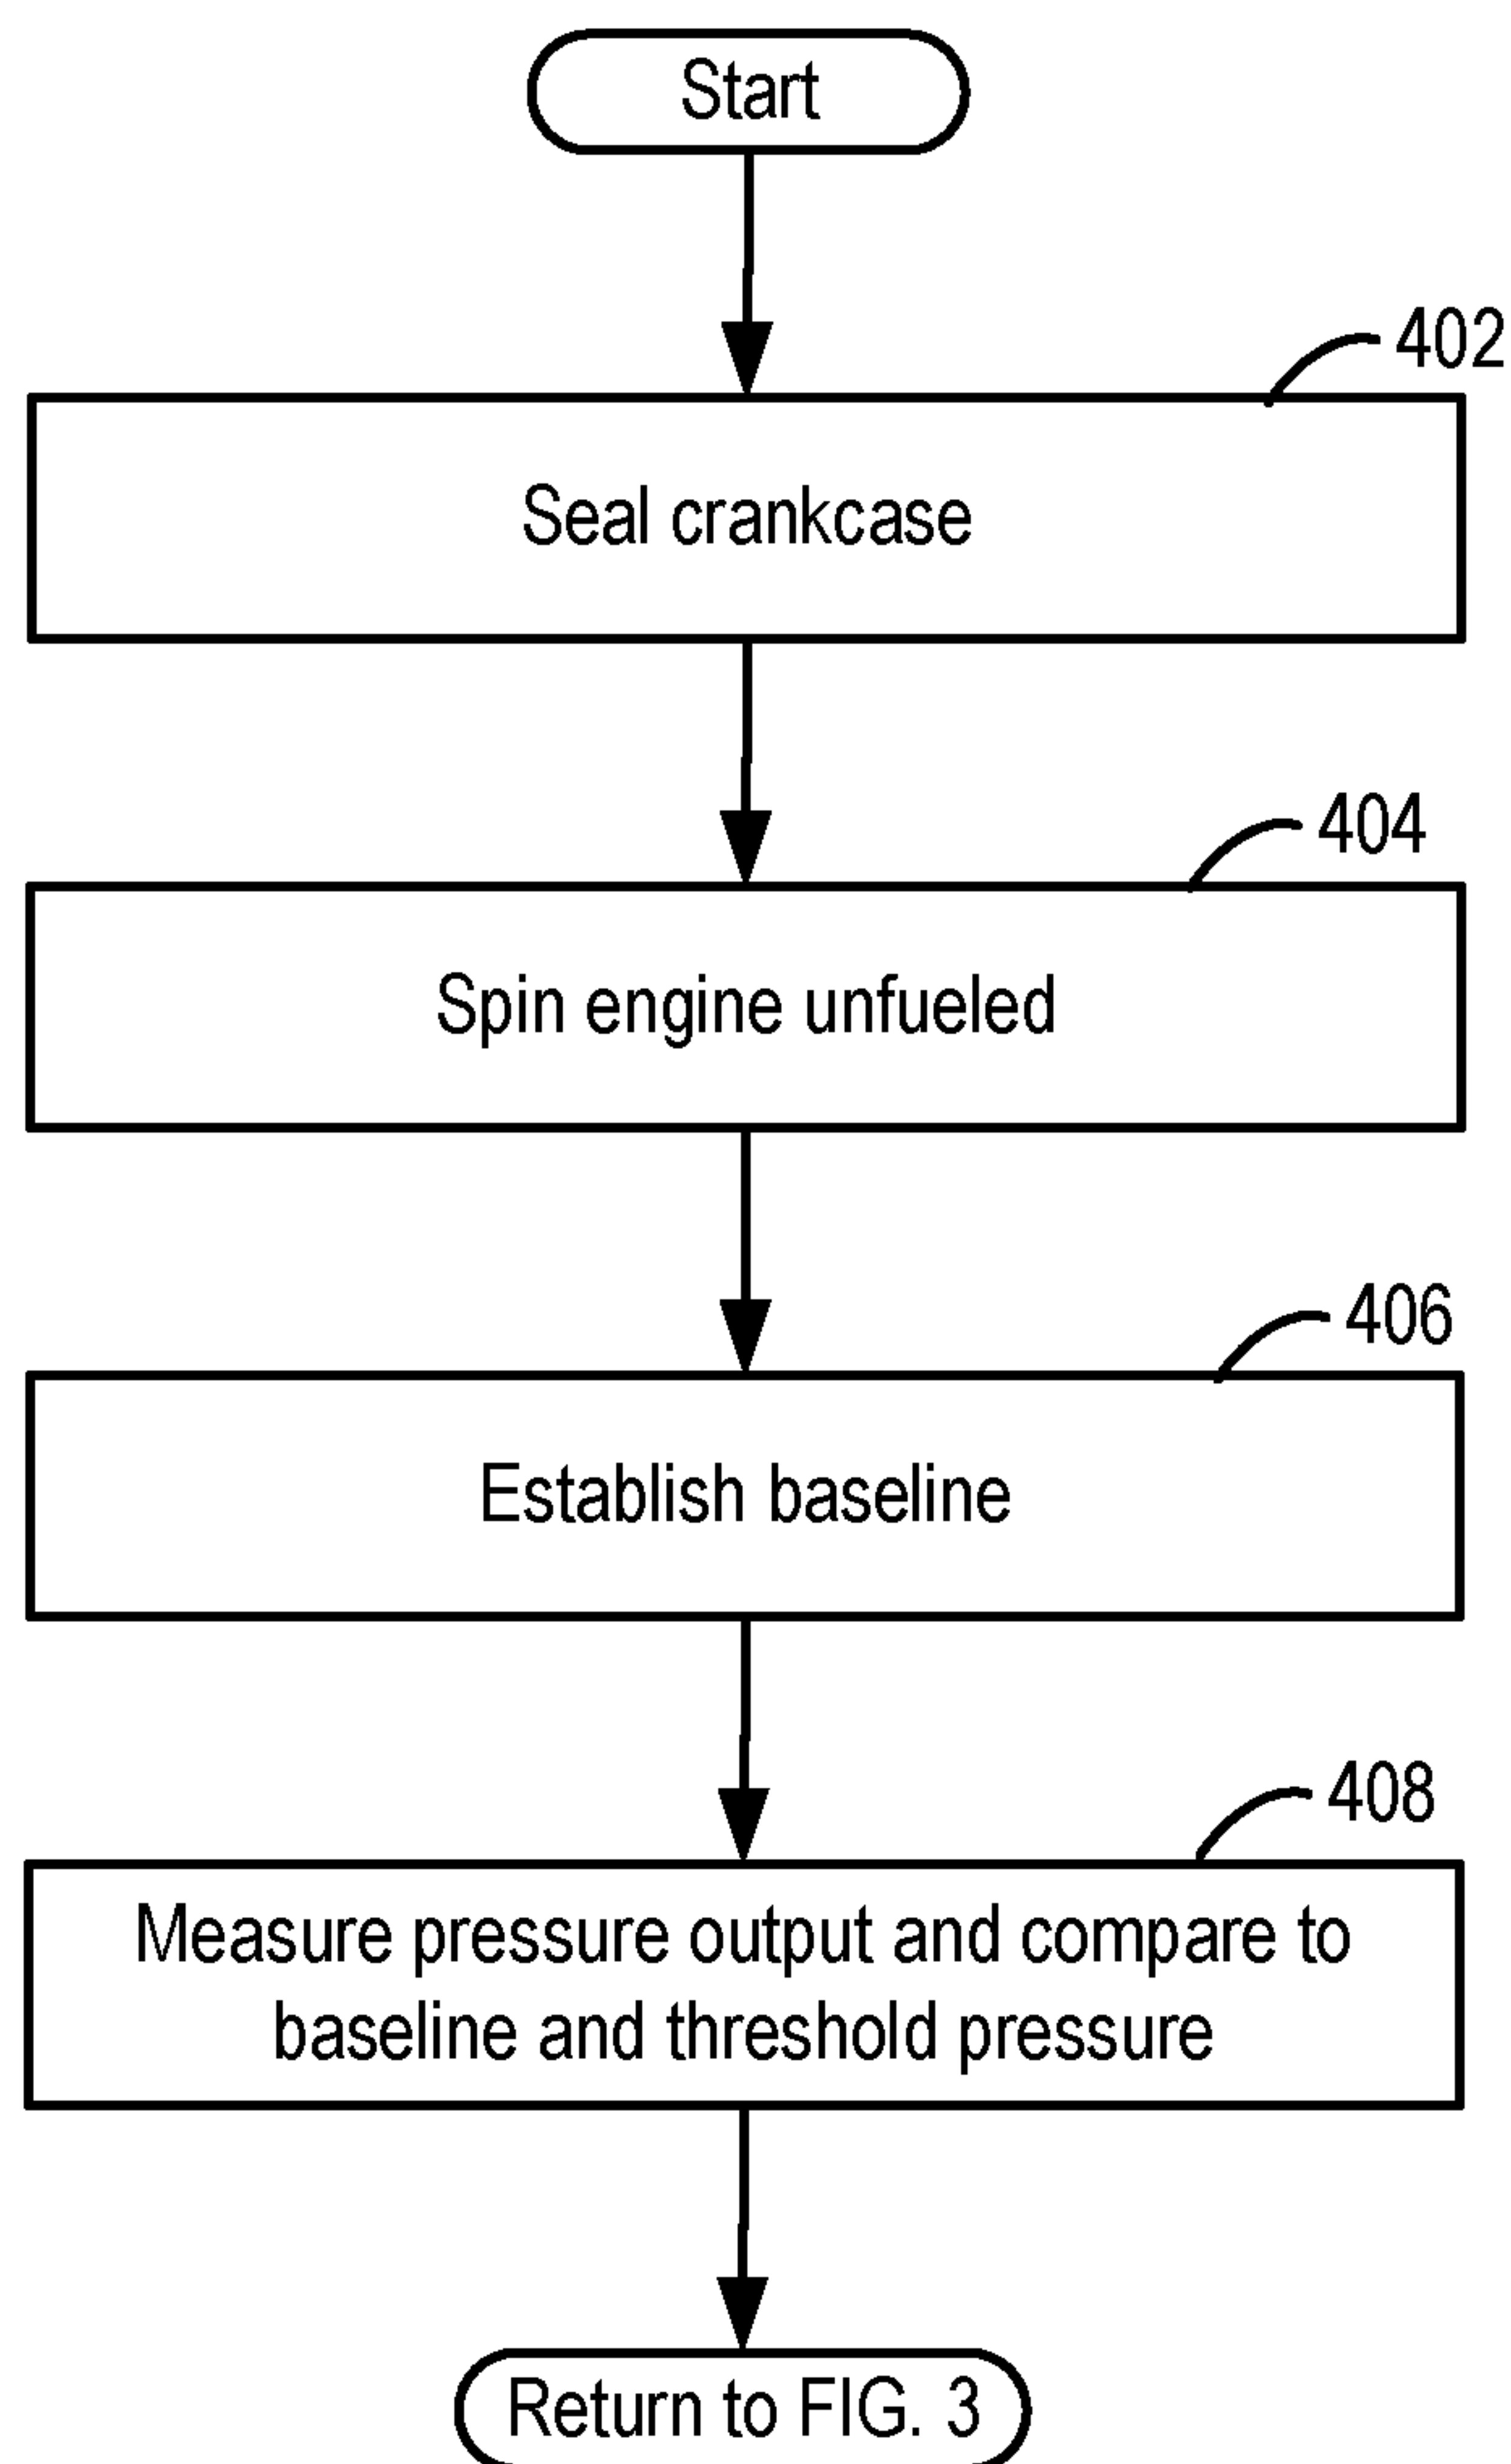 Start
402
Seal crankcase
404
Spin engine unfueled
406
Establish baseline
408
Measure pressure output and compare to
baseline and threshold pressure
Return to FIG. 3